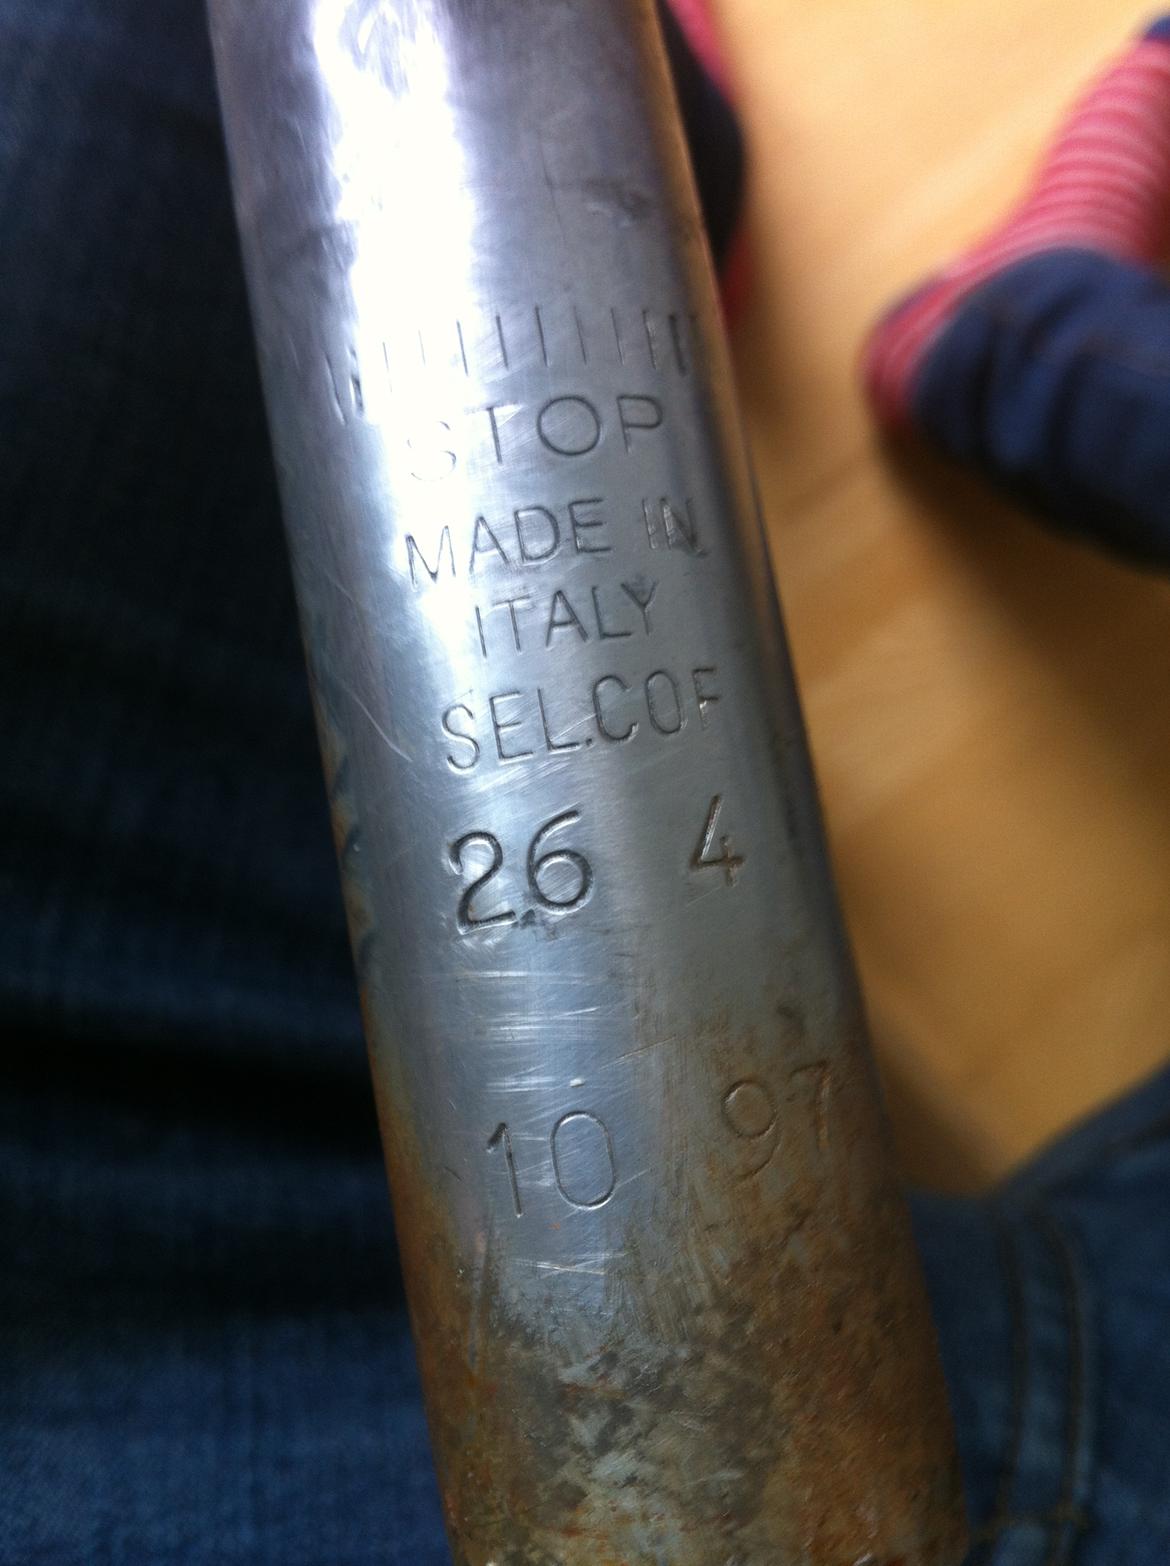 STOP
MADE IN
ITALY
SEL.COF
26 4
10 97